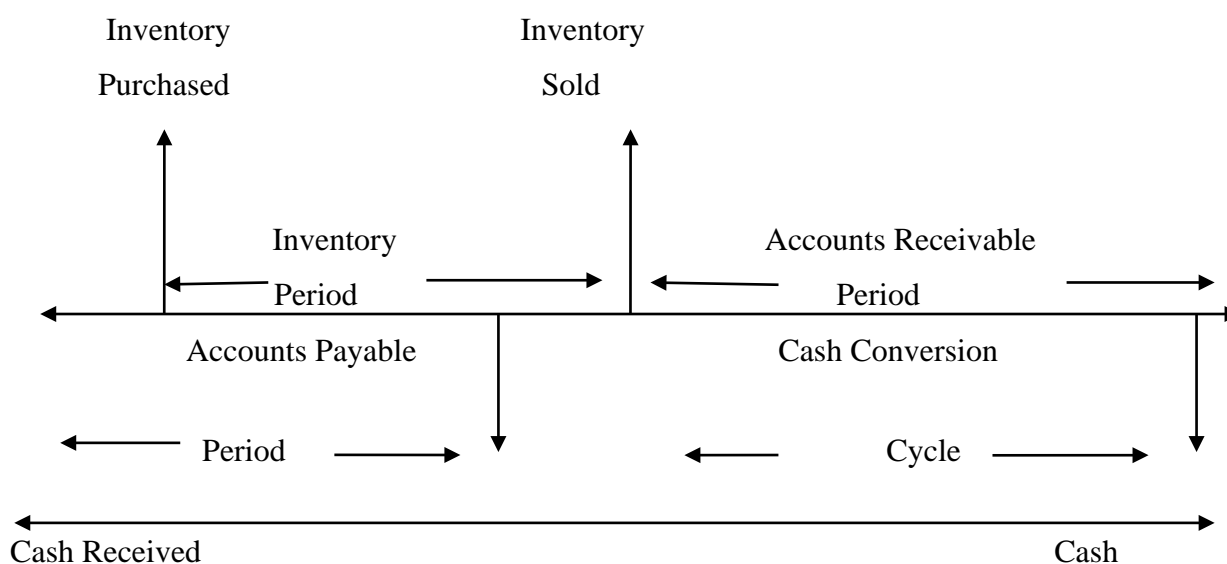 Inventory Inventory
Purchased Sold
Inventory Accounts Receivable
Period Period
Accounts Payable Cash Conversion
Period Cycle
Cash Received Cash